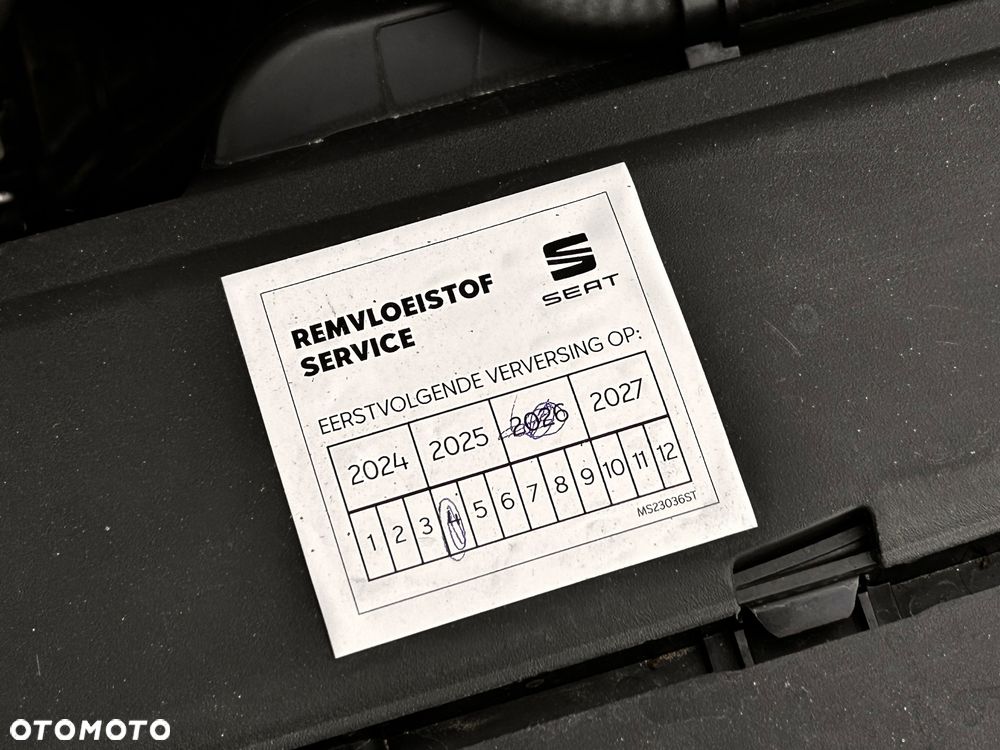 SEAT
REMVLOEISTOF
SERVICE
EERSTVOLGENDE VERVERSING OP:
2024 2025 2026 2027
1 2 3 4 5 6 7 8 9 10 11 12
MS23036ST
OTOMOTO